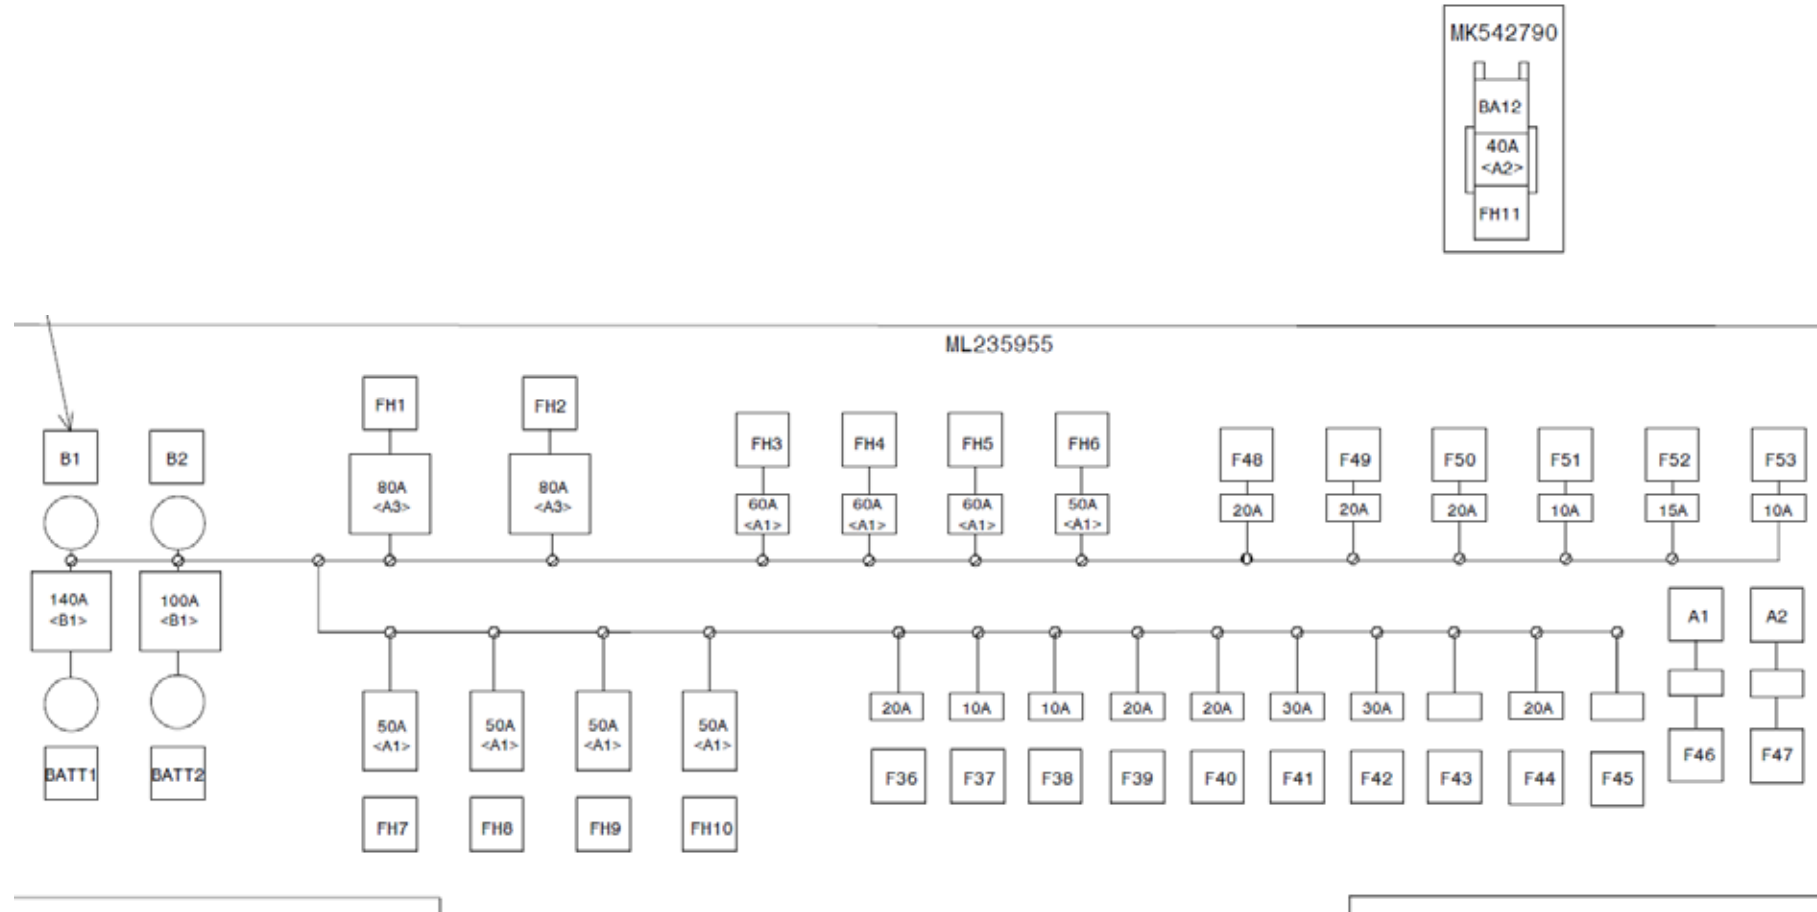 MK542790
BA12
40A
<A2>
FH11
ML235955
FH1
FH2
FH3
FH4
FH5
FH6
B1
B2
F48
F49
F50
F51
F52
F53
80A
<A3>
80A
<A3>
60A
<A1>
60A
<A1>
60A
<A1>
50A
<A1>
20A
20A
20A
10A
15A
10A
140A
<B1>
100A
<B1>
A1
A2
50A
<A1>
50A
<A1>
50A
<A1>
50A
<A1>
20A
10A
10A
20A
20A
30A
30A
20A
BATT1
BATT2
F36
F37
F38
F39
F40
F41
F42
F43
F44
F45
F46
F47
FH7
FH8
FH9
FH10